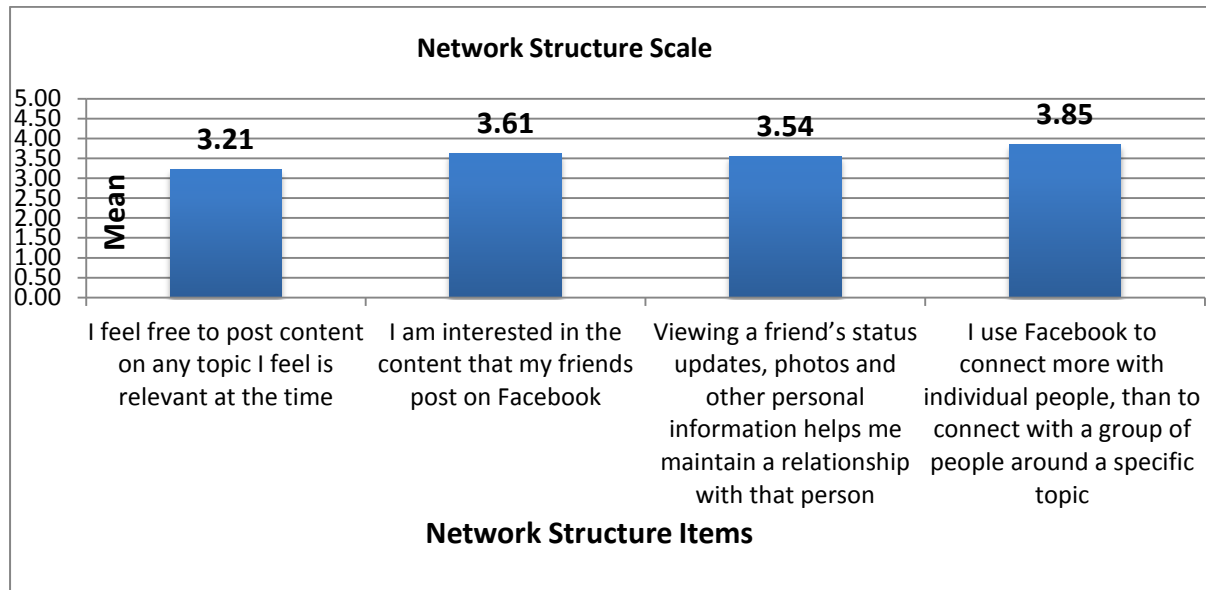 Network Structure Scale
5.00
4.50
4.00
3.50
3.00
2.50
2.00
1.50
1.00
0.50
0.00
Mean
3.21
3.61
3.54
3.85
I feel free to post content
on any topic I feel is
relevant at the time
I am interested in the
content that my friends
post on Facebook
Viewing a friend’s status
updates, photos and
other personal
information helps me
maintain a relationship
with that person
I use Facebook to
connect more with
individual people, than to
connect with a group of
people around a specific
topic
Network Structure Items